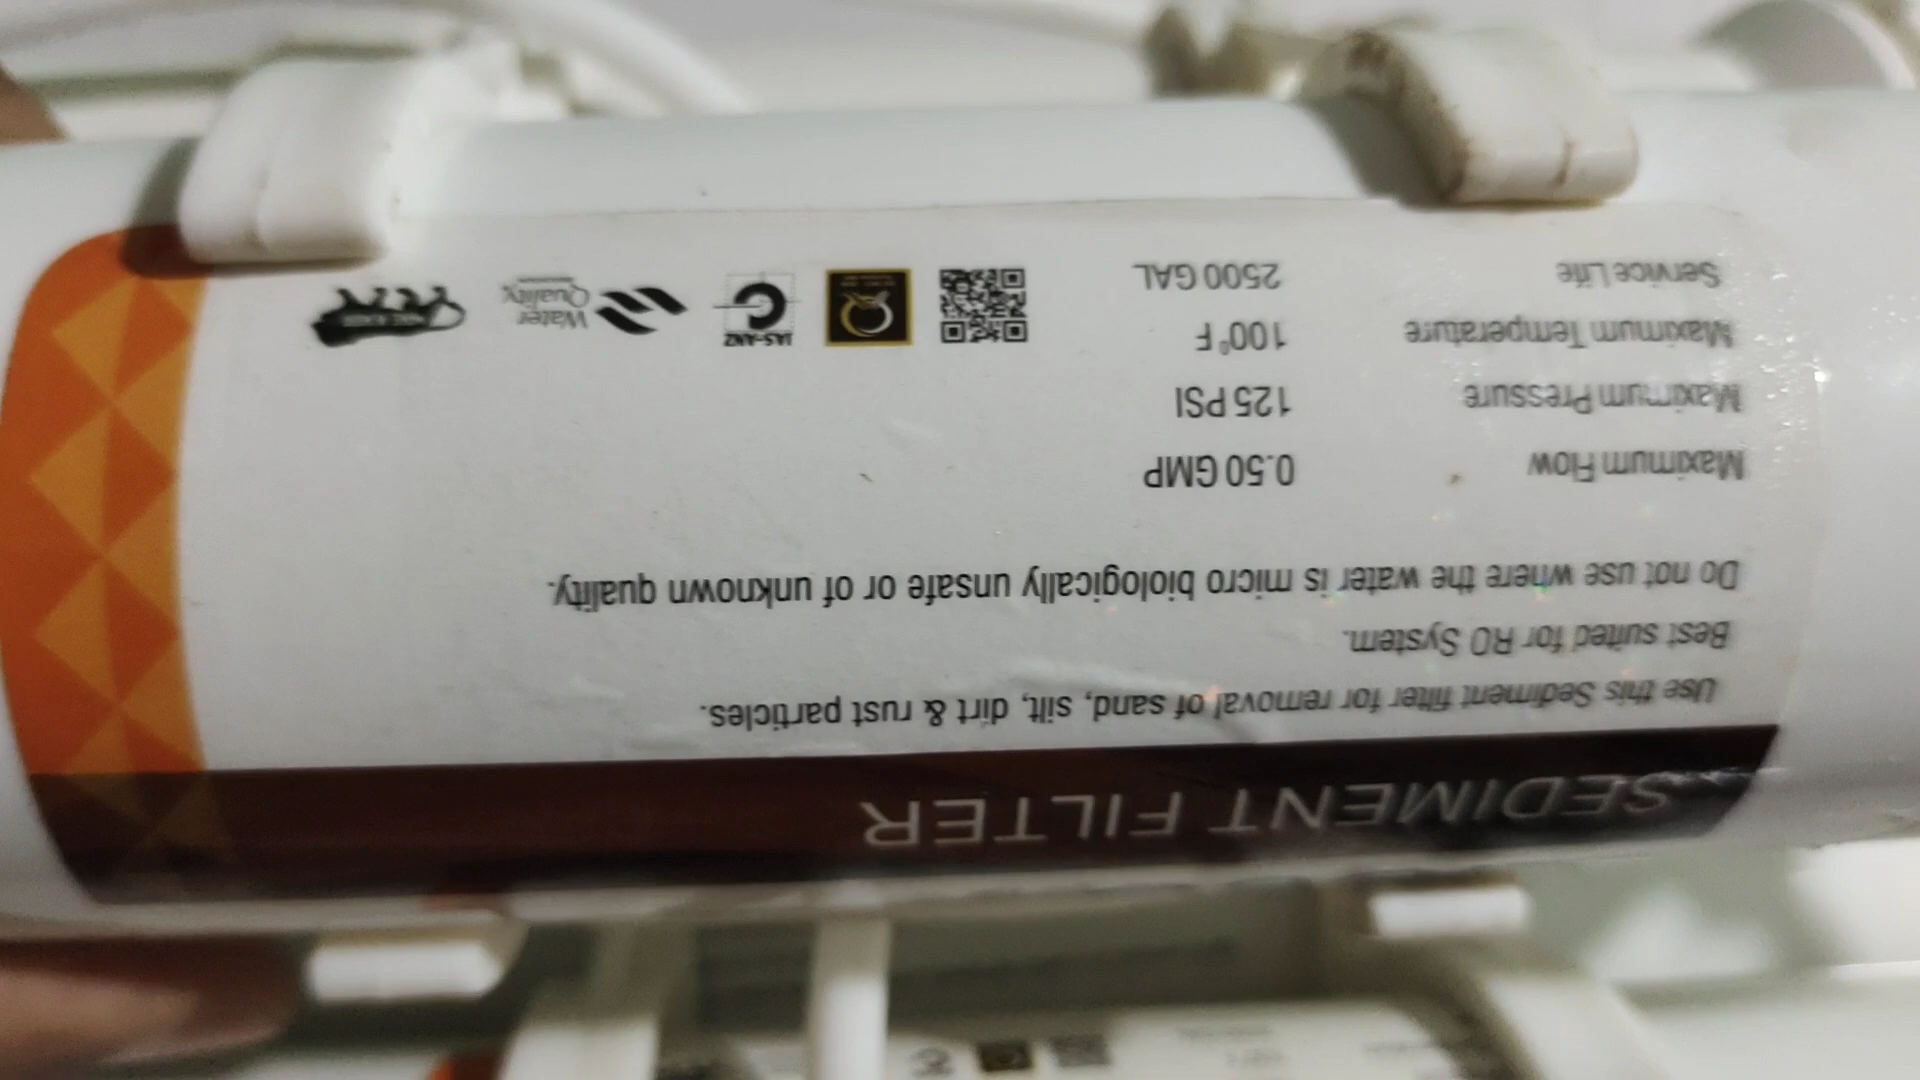 SEDIMENT FILTER
Use this Sediment filter for removal of sand, silt, dirt & rust particles.
Best suited for RO System.
Do not use where the water is micro biologically unsafe or of unknown quality.
Maximum Flow 0.50 GMP
Maximum Pressure 125 PSI
Maximum Temperature 100°F
Service Life 2500 GAL
JAS-ANZ
Water
Quality